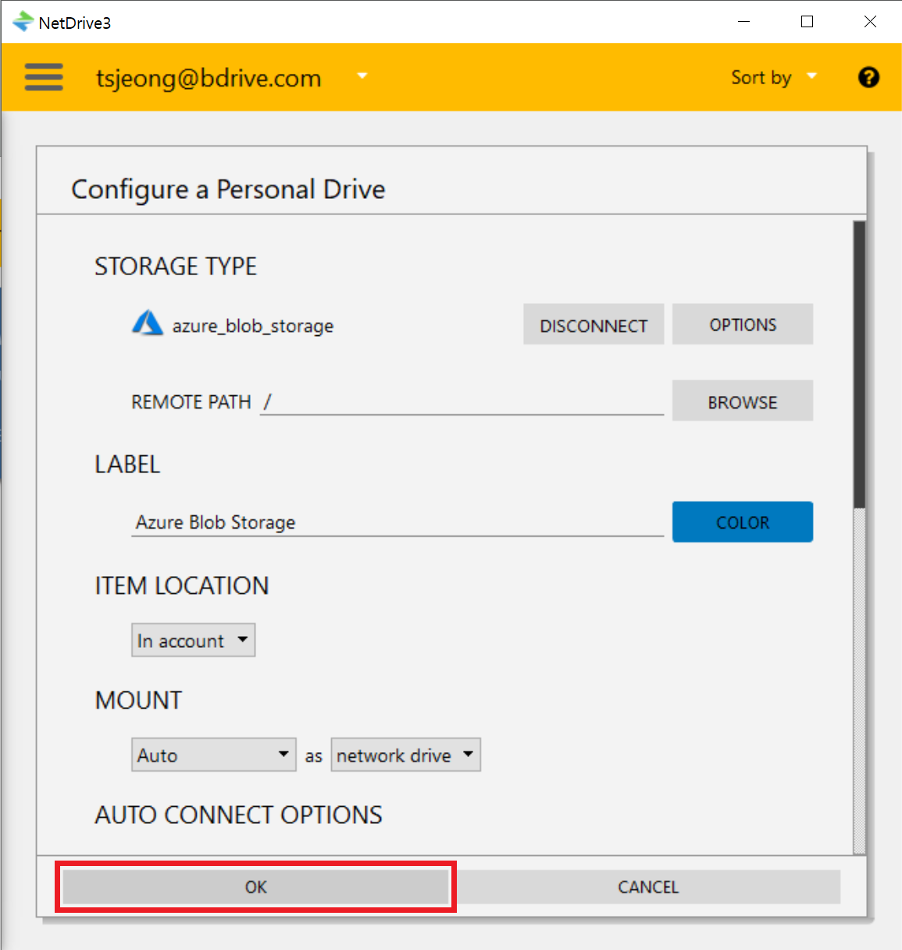 NetDrive3
tsjeong@bdrive.com Sort by ?
Configure a Personal Drive
STORAGE TYPE
azure_blob_storage DISCONNECT OPTIONS
REMOTE PATH / BROWSE
LABEL
Azure Blob Storage COLOR
ITEM LOCATION
In account
MOUNT
Auto as network drive
AUTO CONNECT OPTIONS
OK CANCEL